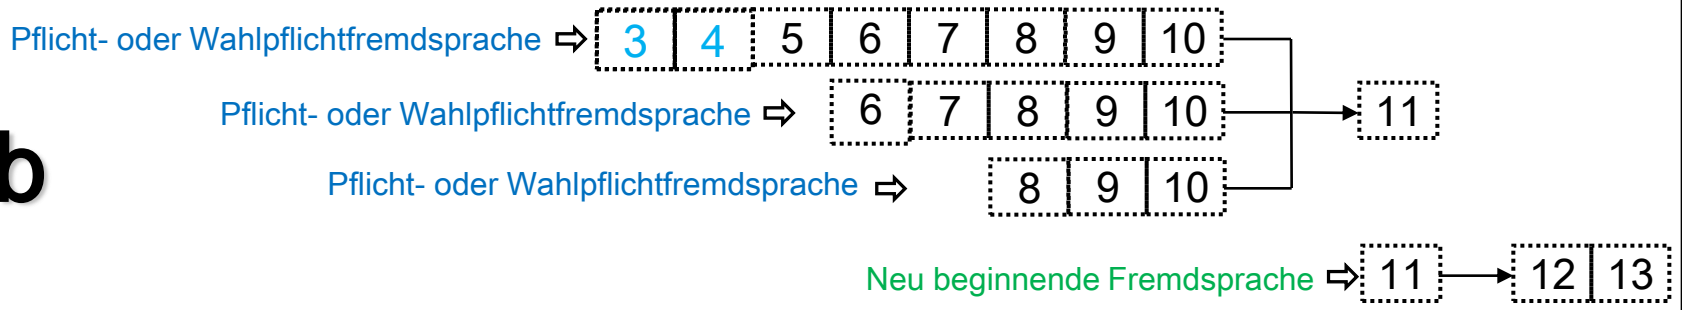 Pflicht- oder Wahlpflichtfremdsprache 3 4 5 6 7 8 9 10
Pflicht- oder Wahlpflichtfremdsprache 6 7 8 9 10 11
b
Pflicht- oder Wahlpflichtfremdsprache 8 9 10
Neu beginnende Fremdsprache 11 12 13